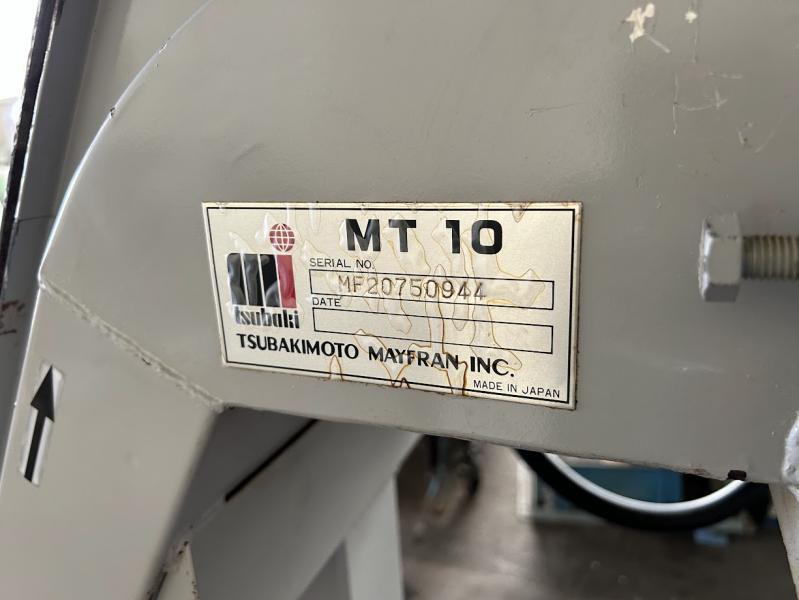 MT 10
SERIAL NO.
MF20750944
DATE
tsubaki
TSUBAKIMOTO MAYFRAN INC.
MADE IN JAPAN